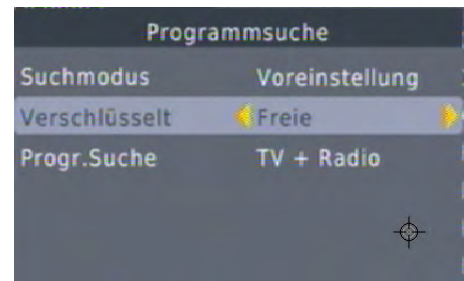 Programmsuche
Suchmodus Voreinstellung
Verschlüsselt Freie
Progr.Suche TV + Radio